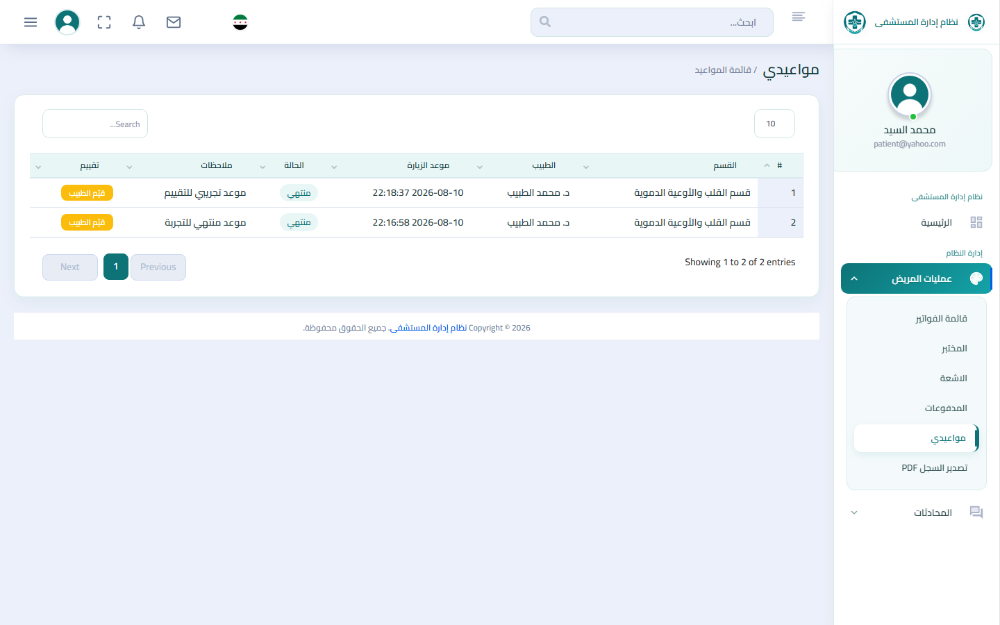 نظام إدارة المستشفى
ابحث...
محمد السيد
patient@yahoo.com
نظام إدارة المستشفى
الرئيسية
إدارة النظام
عمليات المريض
قائمة الفواتير
المختبر
الاشعة
المدفوعات
مواعيدي
تصدير السجل PDF
المحادثات
مواعيدي / قائمة المواعيد
10
Search...
# القسم الطبيب موعد الزيارة الحالة ملاحظات تقييم
1 قسم القلب والأوعية الدموية د. محمد الطبيب 2026-08-10 22:18:37 منتهي موعد تجريبي للتقييم قيّم الطبيب
2 قسم القلب والأوعية الدموية د. محمد الطبيب 2026-08-10 22:16:58 منتهي موعد منتهي للتجربة قيّم الطبيب
Showing 1 to 2 of 2 entries
Previous 1 Next
Copyright © 2026 نظام إدارة المستشفى. جميع الحقوق محفوظة.